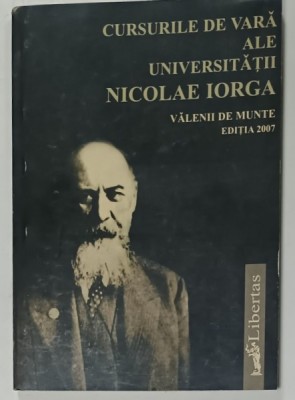 CURSURILE DE VARĂ
ALE
UNIVERSITĂȚII
NICOLAE IORGA
VĂLENII DE MUNTE
EDIȚIA 2007
Libertas